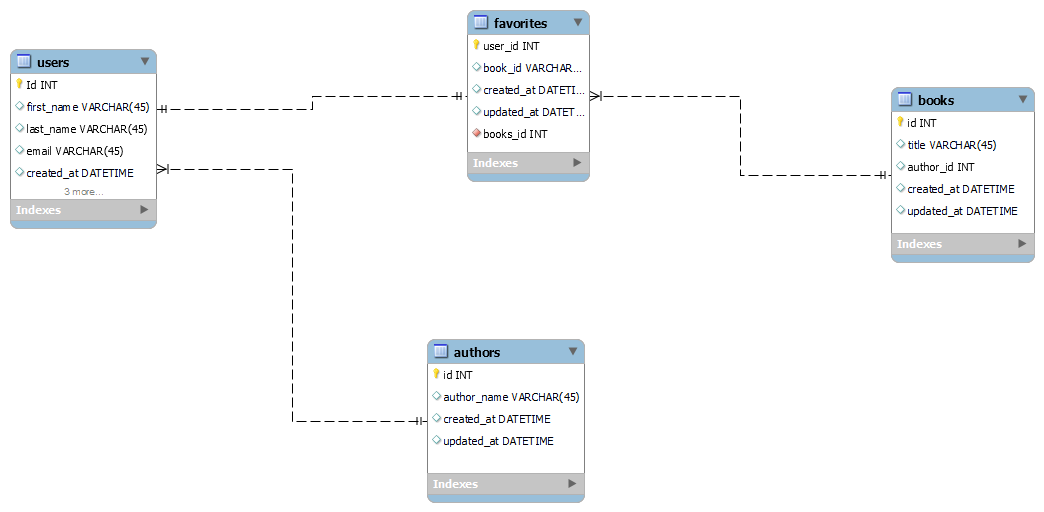 users
Id INT
first_name VARCHAR(45)
last_name VARCHAR(45)
email VARCHAR(45)
created_at DATETIME
3 more...
Indexes
favorites
user_id INT
book_id VARCHAR...
created_at DATETI...
updated_at DATET...
books_id INT
Indexes
books
id INT
title VARCHAR(45)
author_id INT
created_at DATETIME
updated_at DATETIME
Indexes
authors
id INT
author_name VARCHAR(45)
created_at DATETIME
updated_at DATETIME
Indexes